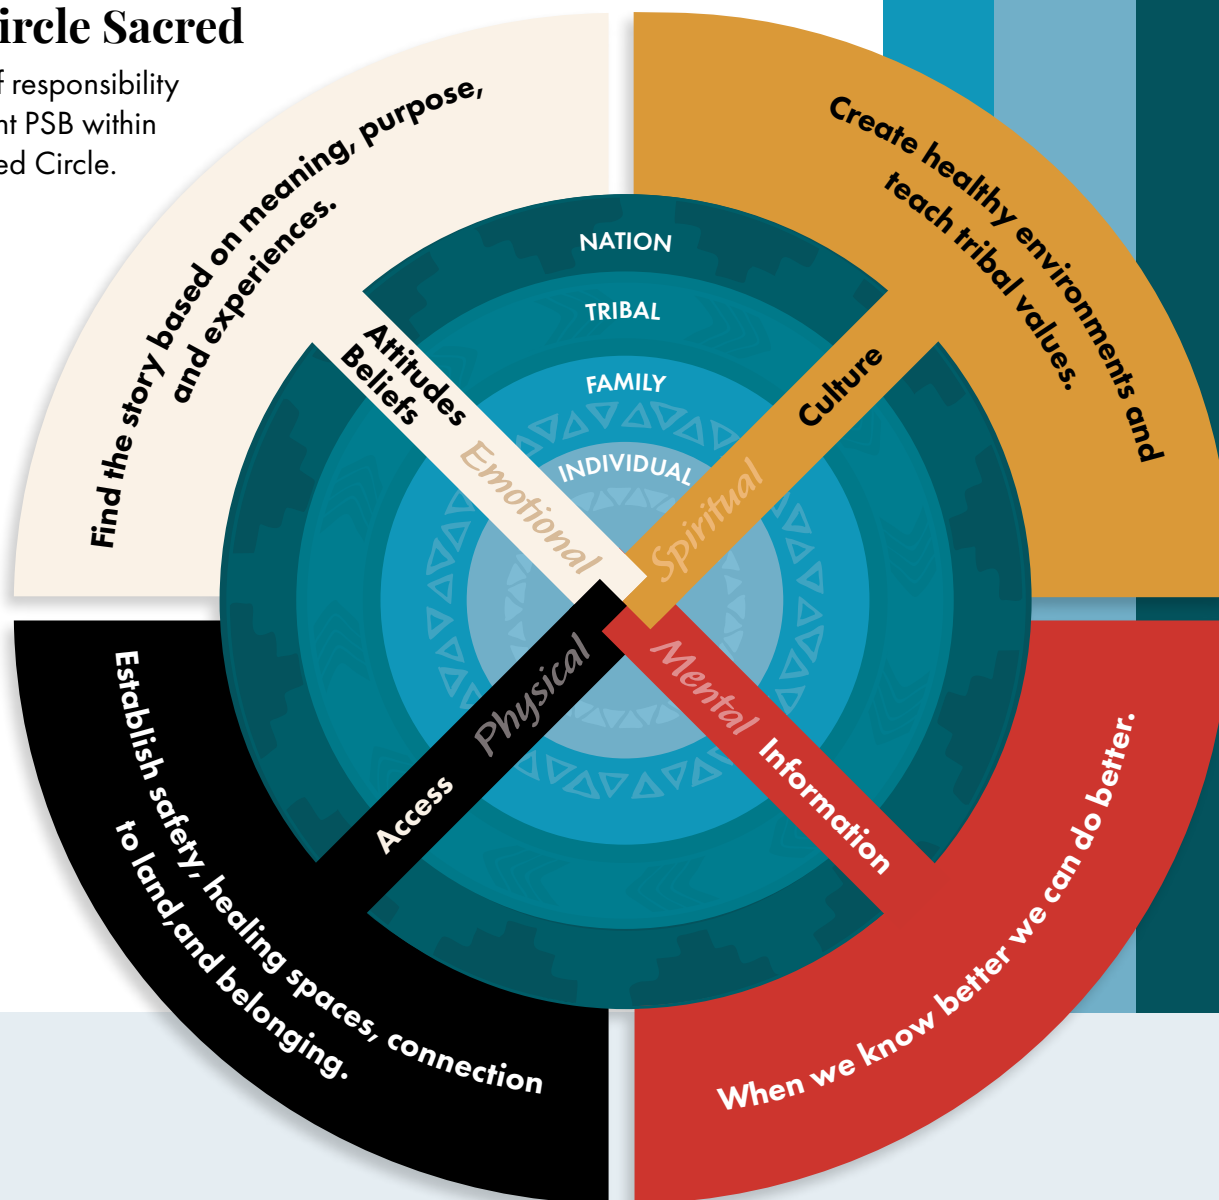 ircle Sacred
f responsibility
nt PSB within
ed Circle.
Find the story based on meaning, purpose,
and experiences.
Create healthy environments and
teach tribal values.
NATION
TRIBAL
FAMILY
INDIVIDUAL
Attitudes
Beliefs
Emotional
Culture
Spiritual
Physical
Access
Mental
Information
Establish safety, healing spaces, connection
to land,and belonging.
When we know better we can do better.